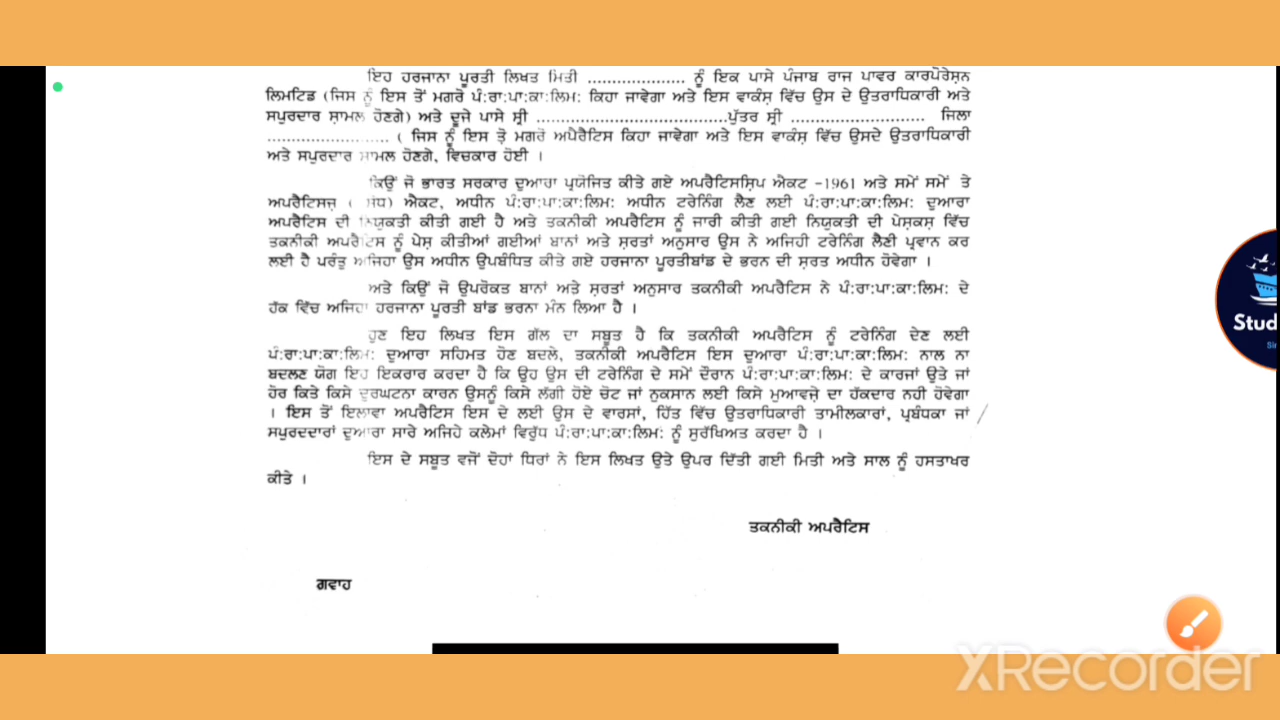 ਇਹ ਹਰਜਾਨਾ ਪੂਰਤੀ ਲਿਖਤ ਮਿਤੀ .................... ਨੂੰ ਇਕ ਪਾਸੇ ਪੰਜਾਬ ਰਾਜ ਪਾਵਰ ਕਾਰਪੋਰੇਸ਼ਨ
ਲਿਮਟਿਡ (ਜਿਸ ਨੂੰ ਇਸ ਤੋਂ ਮਗਰੋਂ ਪੰ:ਰਾ:ਪਾ:ਕਾ:ਲਿਮ: ਕਿਹਾ ਜਾਵੇਗਾ ਅਤੇ ਇਸ ਵਾਕੰਸ਼ ਵਿੱਚ ਉਸ ਦੇ ਉਤਰਾਧਿਕਾਰੀ ਅਤੇ
ਸਪੁਰਦਾਰ ਸ਼ਾਮਲ ਹੋਣਗੇ) ਅਤੇ ਦੂਜੇ ਪਾਸੇ ਸ੍ਰੀ .......................................ਪੁੱਤਰ ਸ੍ਰੀ ............................ ਜਿਲਾ
......................... ( ਜਿਸ ਨੂੰ ਇਸ ਤੋਂ ਮਗਰੋਂ ਅਪੈਰੈਟਿਸ ਕਿਹਾ ਜਾਵੇਗਾ ਅਤੇ ਇਸ ਵਾਕੰਸ਼ ਵਿੱਚ ਉਸਦੇ ਉਤਰਾਧਿਕਾਰੀ
ਅਤੇ ਸਪੁਰਦਾਰ ਸ਼ਾਮਲ ਹੋਣਗੇ, ਵਿਚਕਾਰ ਹੋਈ ।
ਕਿਉਂ ਜੋ ਭਾਰਤ ਸਰਕਾਰ ਦੁਆਰਾ ਪ੍ਰਯੋਜਿਤ ਕੀਤੇ ਗਏ ਅਪਰੈਟਿਸਸ਼ਿਪ ਐਕਟ -1961 ਅਤੇ ਸਮੇਂ ਸਮੇਂ ਤੇ
ਅਪਰੈਟਿਸਜ਼ ( ਸੋਧ) ਐਕਟ, ਅਧੀਨ ਪੰ:ਰਾ:ਪਾ:ਕਾ:ਲਿਮ: ਅਧੀਨ ਟਰੇਨਿੰਗ ਲੈਣ ਲਈ ਪੰ:ਰਾ:ਪਾ:ਕਾ:ਲਿਮ: ਦੁਆਰਾ
ਅਪਰੈਟਿਸ ਦੀ ਨਿਯੁਕਤੀ ਕੀਤੀ ਗਈ ਹੈ ਅਤੇ ਤਕਨੀਕੀ ਅਪਰੈਟਿਸ ਨੂੰ ਜਾਰੀ ਕੀਤੀ ਗਈ ਨਿਯੁਕਤੀ ਦੀ ਪੇਸ਼ਕਸ਼ ਵਿੱਚ
ਤਕਨੀਕੀ ਅਪਰੈਟਿਸ ਨੂੰ ਪੇਸ਼ ਕੀਤੀਆਂ ਗਈਆਂ ਬਾਨਾਂ ਅਤੇ ਸ਼ਰਤਾਂ ਅਨੁਸਾਰ ਉਸ ਨੇ ਅਜਿਹੀ ਟਰੇਨਿੰਗ ਲੈਣੀ ਪ੍ਰਵਾਨ ਕਰ
ਲਈ ਹੈ ਪਰੰਤੂ ਅਜਿਹਾ ਉਸ ਅਧੀਨ ਉਪਬੰਧਿਤ ਕੀਤੇ ਗਏ ਹਰਜਾਨਾ ਪੂਰਤੀਬਾਂਡ ਦੇ ਭਰਨ ਦੀ ਸ਼ਰਤ ਅਧੀਨ ਹੋਵੇਗਾ ।
ਅਤੇ ਕਿਉਂ ਜੋ ਉਪਰੋਕਤ ਬਾਨਾਂ ਅਤੇ ਸ਼ਰਤਾਂ ਅਨੁਸਾਰ ਤਕਨੀਕੀ ਅਪਰੈਟਿਸ ਨੇ ਪੰ:ਰਾ:ਪਾ:ਕਾ:ਲਿਮ: ਦੇ
ਹੱਕ ਵਿੱਚ ਅਜਿਹਾ ਹਰਜਾਨਾ ਪੂਰਤੀ ਬਾਂਡ ਭਰਨਾ ਮੰਨ ਲਿਆ ਹੈ ।
ਹੁਣ ਇਹ ਲਿਖਤ ਇਸ ਗੱਲ ਦਾ ਸਬੂਤ ਹੈ ਕਿ ਤਕਨੀਕੀ ਅਪਰੈਟਿਸ ਨੂੰ ਟਰੇਨਿੰਗ ਦੇਣ ਲਈ
ਪੰ:ਰਾ:ਪਾ:ਕਾ:ਲਿਮ: ਦੁਆਰਾ ਸਹਿਮਤ ਹੋਣ ਬਦਲੇ, ਤਕਨੀਕੀ ਅਪਰੈਟਿਸ ਇਸ ਦੁਆਰਾ ਪੰ:ਰਾ:ਪਾ:ਕਾ:ਲਿਮ: ਨਾਲ ਨਾ
ਬਦਲਣ ਯੋਗ ਇਹ ਇਕਰਾਰ ਕਰਦਾ ਹੈ ਕਿ ਉਹ ਉਸ ਦੀ ਟਰੇਨਿੰਗ ਦੇ ਸਮੇਂ ਦੌਰਾਨ ਪੰ:ਰਾ:ਪਾ:ਕਾ:ਲਿਮ: ਦੇ ਕਾਰਜਾਂ ਉਤੇ ਜਾਂ
ਹੋਰ ਕਿਤੇ ਕਿਸੇ ਦੁਰਘਟਨਾ ਕਾਰਨ ਉਸਨੂੰ ਕਿਸੇ ਲੱਗੀ ਹੋਏ ਚੋਟ ਜਾਂ ਨੁਕਸਾਨ ਲਈ ਕਿਸੇ ਮੁਆਵਜ਼ੇ ਦਾ ਹੱਕਦਾਰ ਨਹੀ ਹੋਵੇਗਾ
। ਇਸ ਤੋਂ ਇਲਾਵਾ ਅਪਰੈਟਿਸ ਇਸ ਦੇ ਲਈ ਉਸ ਦੇ ਵਾਰਸਾਂ, ਹਿੱਤ ਵਿੱਚ ਉਤਰਾਧਿਕਾਰੀ ਤਾਮੀਲਕਾਰਾਂ, ਪ੍ਰਬੰਧਕਾ ਜਾਂ /
ਸਪੁਰਦਦਾਰਾਂ ਦੁਆਰਾ ਸਾਰੇ ਅਜਿਹੇ ਕਲੇਮਾਂ ਵਿਰੁੱਧ ਪੰ:ਰਾ:ਪਾ:ਕਾ:ਲਿਮ: ਨੂੰ ਸੁਰੱਖਿਅਤ ਕਰਦਾ ਹੈ ।
ਇਸ ਦੇ ਸਬੂਤ ਵਜੋਂ ਦੋਹਾਂ ਧਿਰਾਂ ਨੇ ਇਸ ਲਿਖਤ ਉਤੇ ਉਪਰ ਦਿੱਤੀ ਗਈ ਮਿਤੀ ਅਤੇ ਸਾਲ ਨੂੰ ਹਸਤਾਖਰ
ਕੀਤੇ ।
ਤਕਨੀਕੀ ਅਪਰੈਟਿਸ
ਗਵਾਹ
Stud
XRecorder